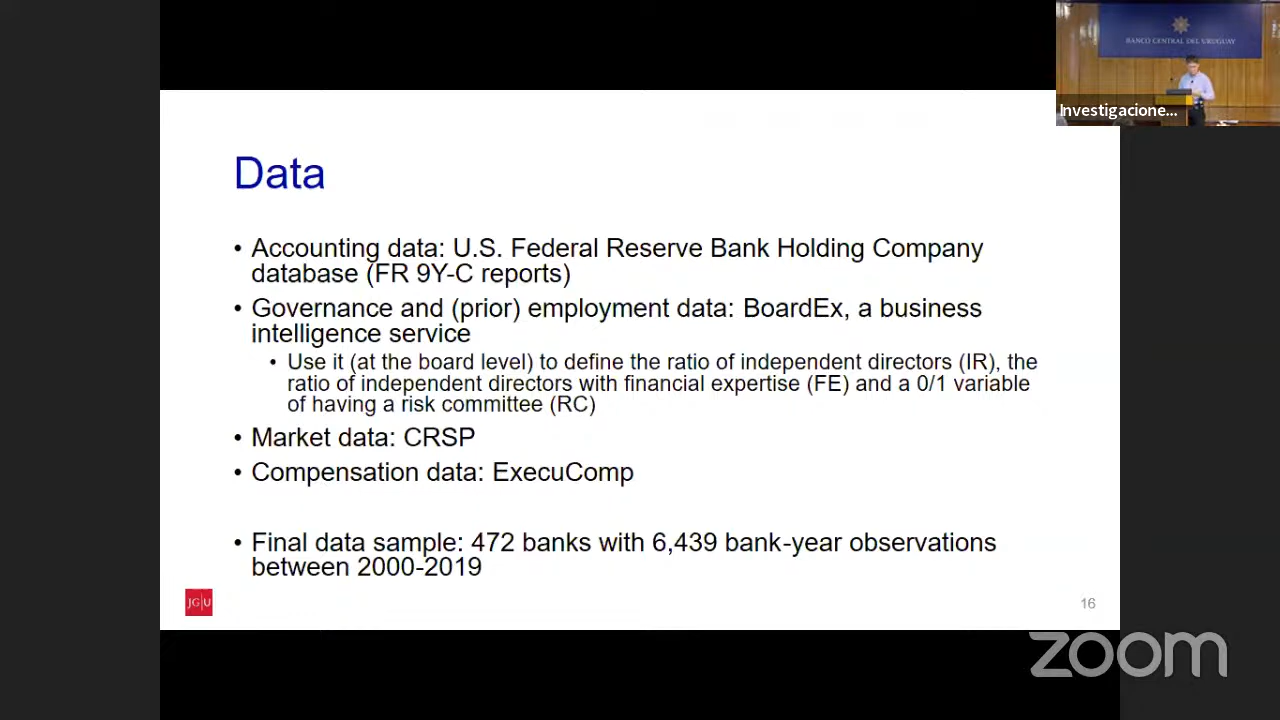 BANCO CENTRAL DEL URUGUAY
Investigacione...
Data
• Accounting data: U.S. Federal Reserve Bank Holding Company
database (FR 9Y-C reports)
• Governance and (prior) employment data: BoardEx, a business
intelligence service
• Use it (at the board level) to define the ratio of independent directors (IR), the
ratio of independent directors with financial expertise (FE) and a 0/1 variable
of having a risk committee (RC)
• Market data: CRSP
• Compensation data: ExecuComp
• Final data sample: 472 banks with 6,439 bank-year observations
between 2000-2019
JG|U
16
zoom